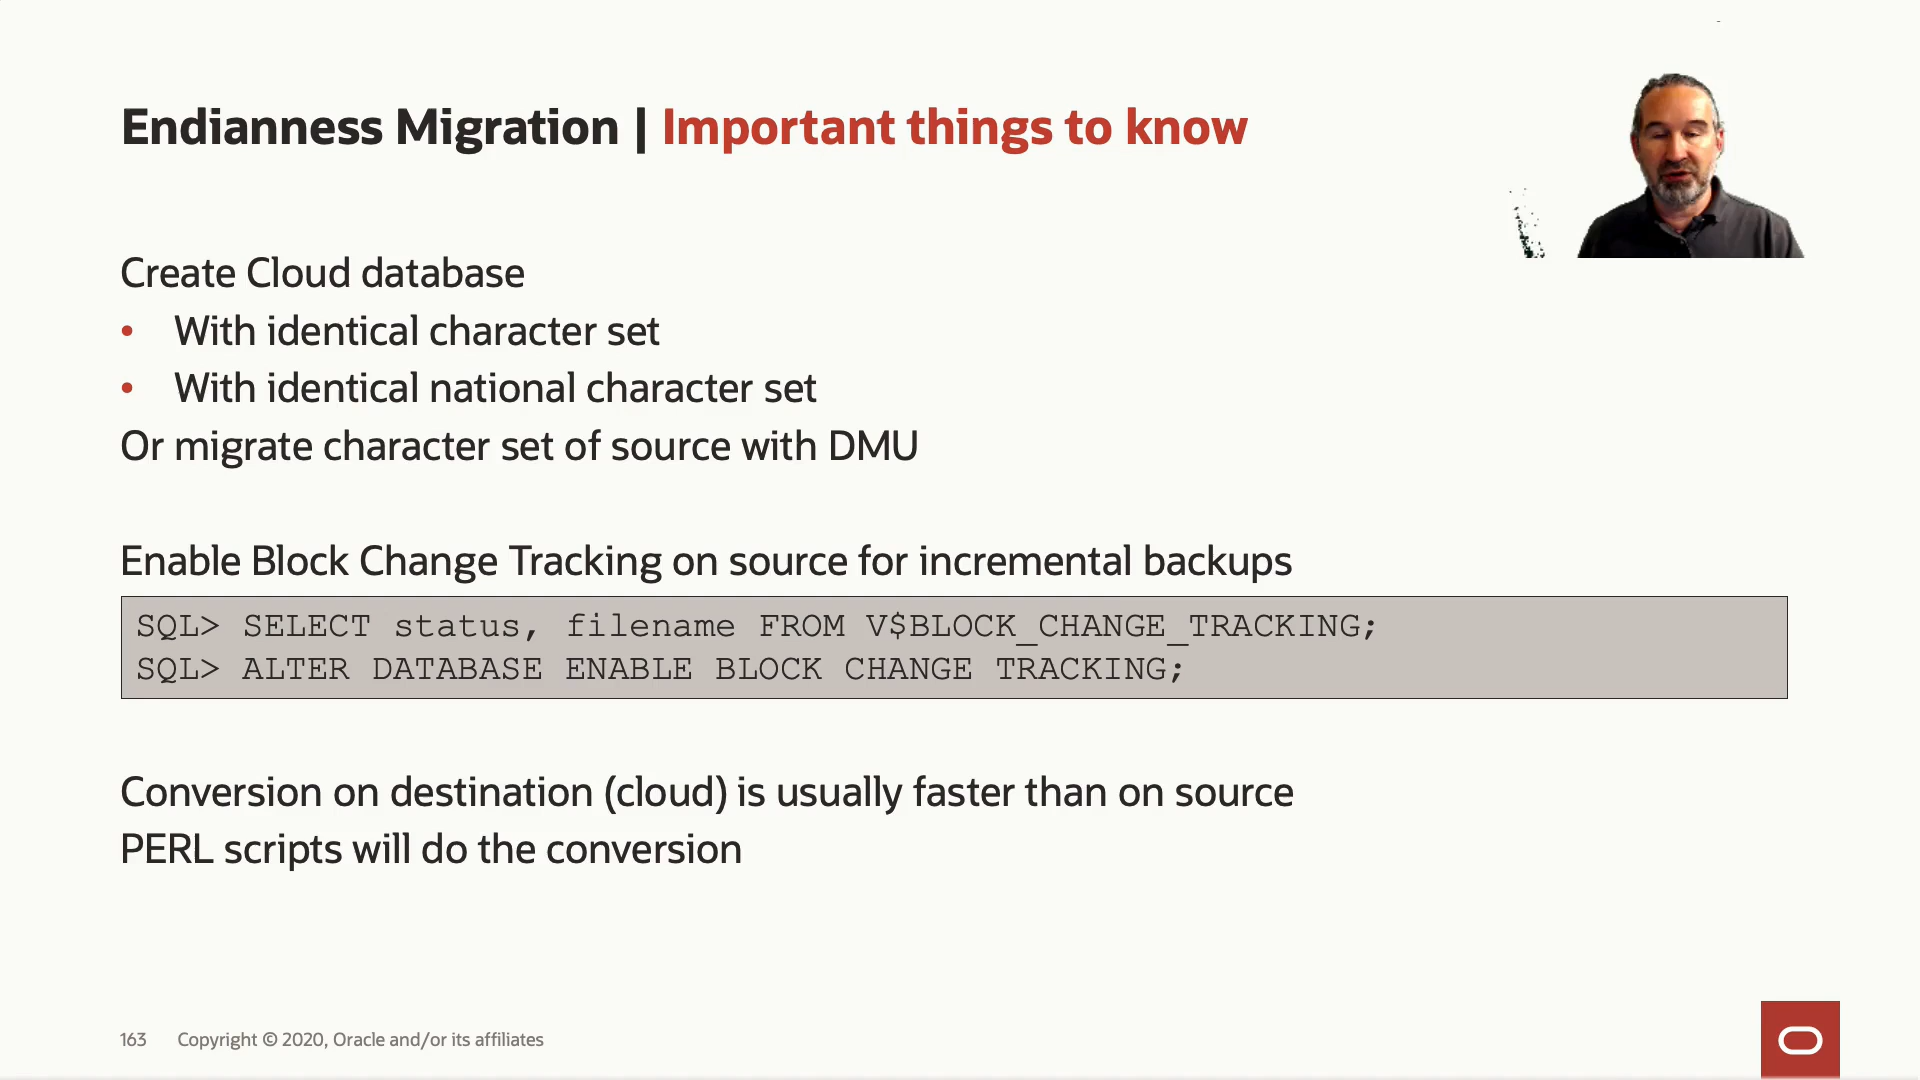 Endianness Migration | Important things to know
Create Cloud database
• With identical character set
• With identical national character set
Or migrate character set of source with DMU
Enable Block Change Tracking on source for incremental backups
SQL> SELECT status, filename FROM V$BLOCK_CHANGE_TRACKING;
SQL> ALTER DATABASE ENABLE BLOCK CHANGE TRACKING;
Conversion on destination (cloud) is usually faster than on source
PERL scripts will do the conversion
163 Copyright © 2020, Oracle and/or its affiliates